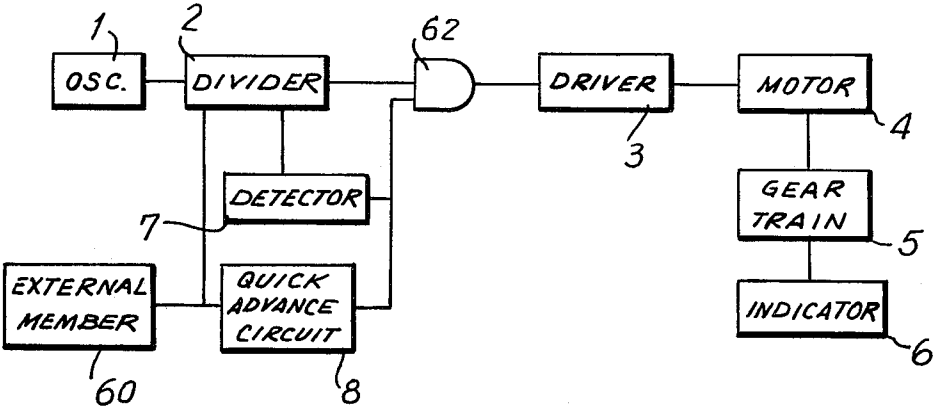 1
2
62
OSC.
DIVIDER
DRIVER
MOTOR
3
4
DETECTOR
7
GEAR
TRAIN
5
EXTERNAL
MEMBER
QUICK
ADVANCE
CIRCUIT
INDICATOR
60
8
6